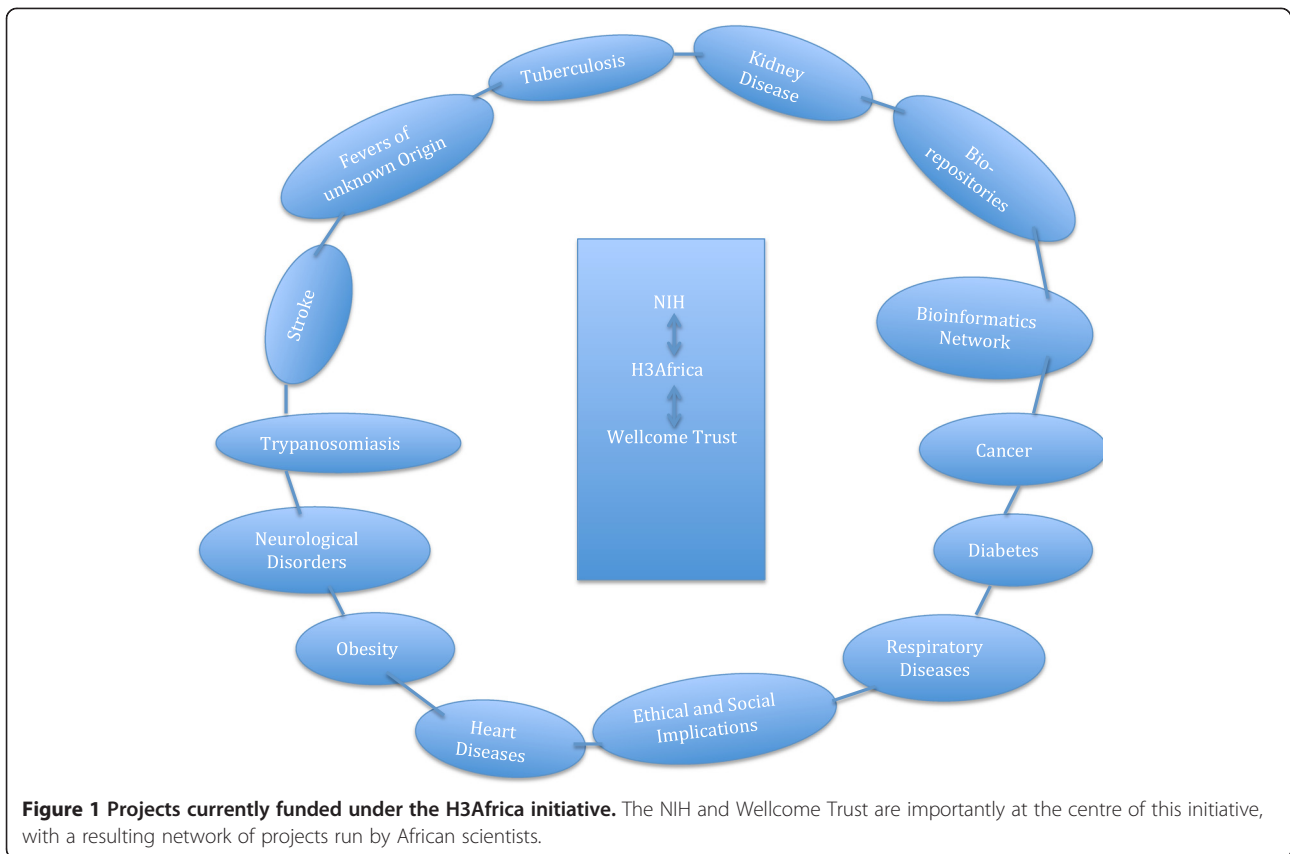 Tuberculosis
Kidney
Disease
Fevers of
unknown Origin
Bio-
repositories
Stroke
NIH
H3Africa
Wellcome Trust
Bioinformatics
Network
Trypanosomiasis
Cancer
Neurological
Disorders
Diabetes
Obesity
Respiratory
Diseases
Heart
Diseases
Ethical and Social
Implications
Figure 1 Projects currently funded under the H3Africa initiative. The NIH and Wellcome Trust are importantly at the centre of this initiative,
with a resulting network of projects run by African scientists.